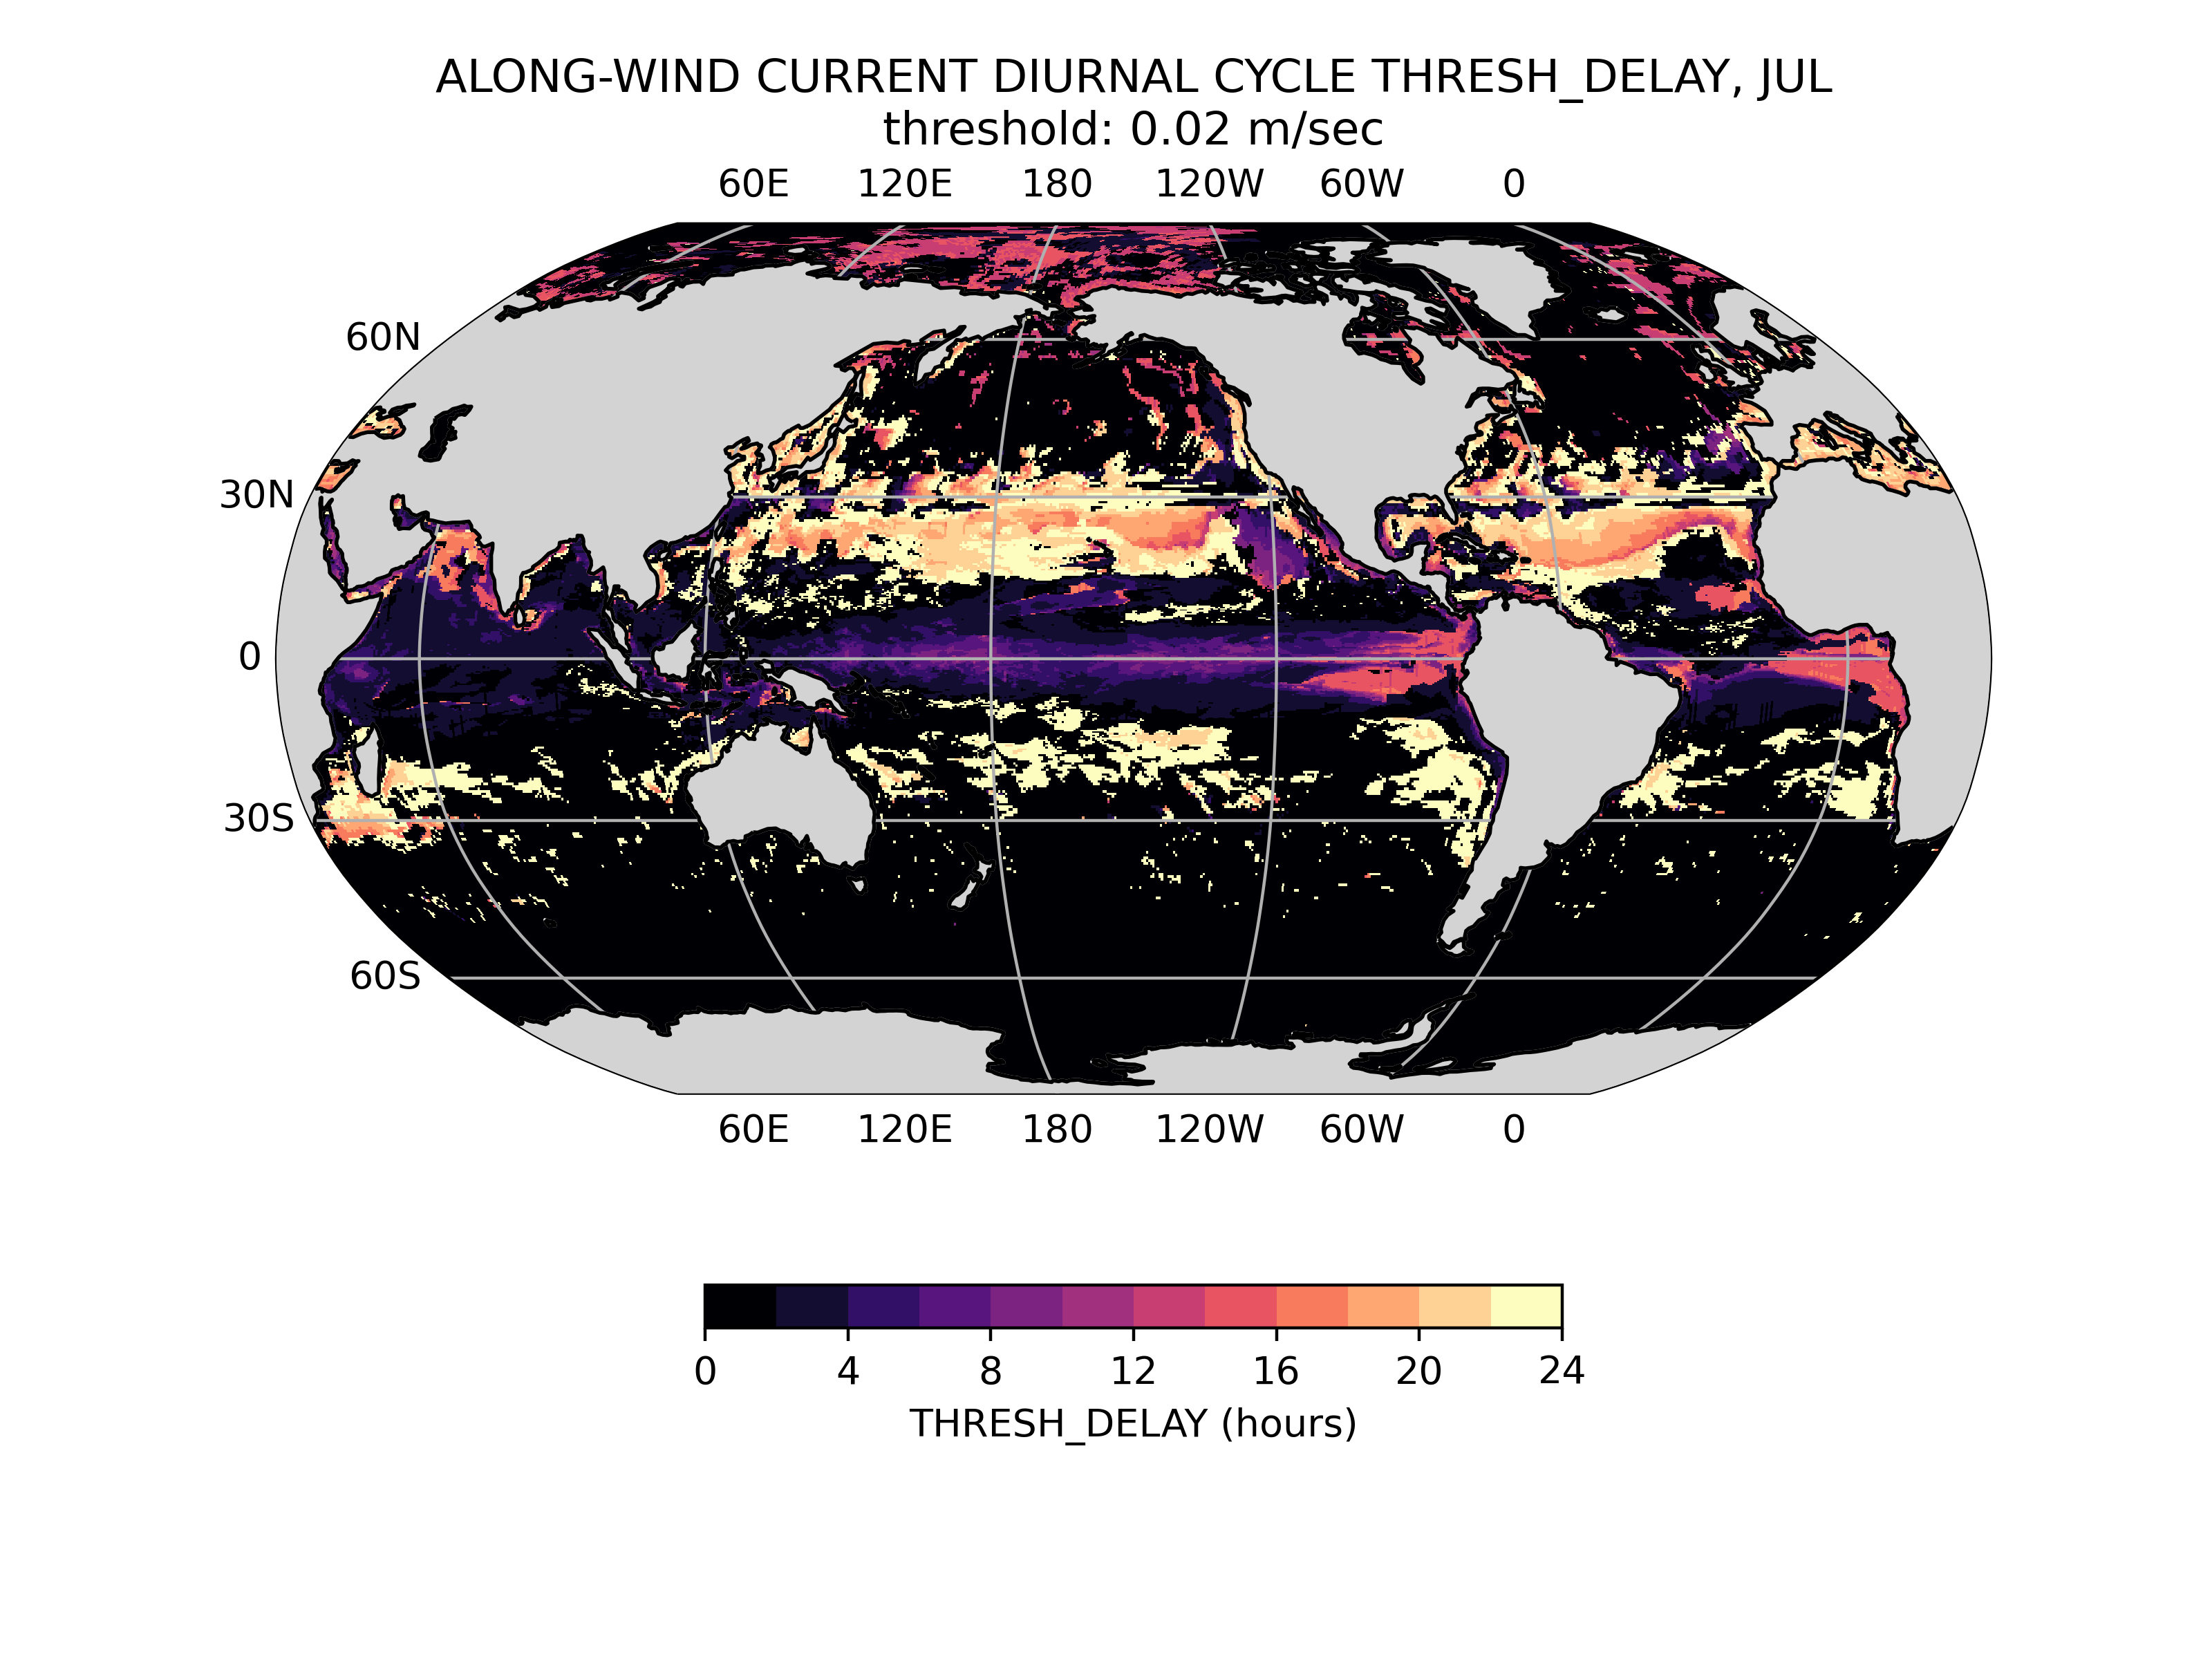 ALONG-WIND CURRENT DIURNAL CYCLE THRESH_DELAY, JUL
threshold: 0.02 m/sec
60E 120E 180 120W 60W 0
60N
30N
0
30S
60S
60E 120E 180 120W 60W 0
0 4 8 12 16 20 24
THRESH_DELAY (hours)